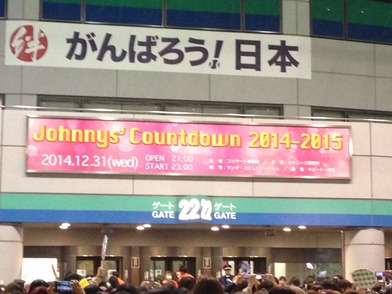 絆 がんばろう！日本
Johnnys' Countdown 2014-2015
2014.12.31(wed) OPEN 21:00
START 23:00
ゲート 22 ゲート
GATE GATE